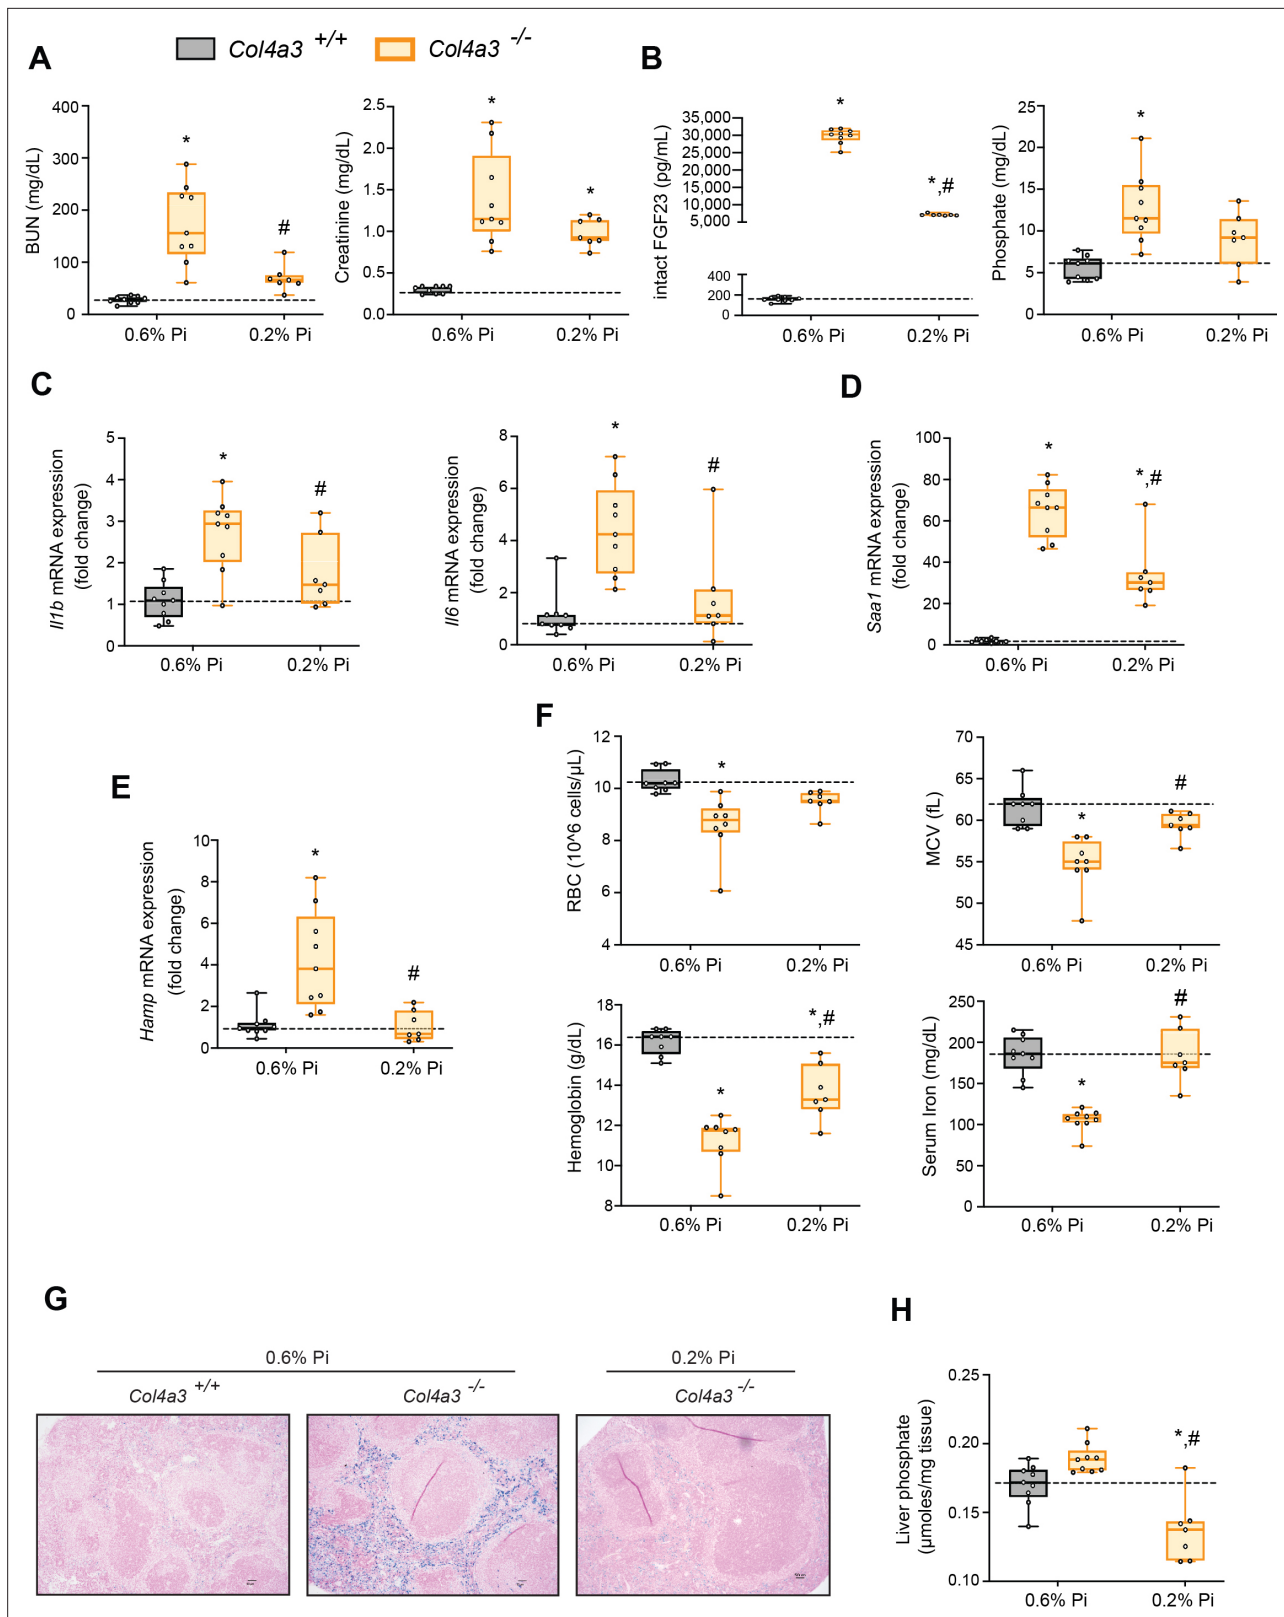 Col4a3 +/+ Col4a3 -/-
A
BUN (mg/dL)
400
300
200
100
0
*
#
0.6% Pi 0.2% Pi
Creatinine (mg/dL)
2.5
2.0
1.5
1.0
0.5
0.0
*
*
0.6% Pi 0.2% Pi
B
intact FGF23 (pg/mL)
35,000
30,000
25,000
20,000
15,000
10,000
5,000
400
200
0
*
*,#
0.6% Pi 0.2% Pi
Phosphate (mg/dL)
25
20
15
10
5
0
*
0.6% Pi 0.2% Pi
C
Il1b mRNA expression
(fold change)
5
4
3
2
1
0
*
#
0.6% Pi 0.2% Pi
Il6 mRNA expression
(fold change)
8
6
4
2
0
*
#
0.6% Pi 0.2% Pi
D
Saa1 mRNA expression
(fold change)
100
80
60
40
20
0
*
*,#
0.6% Pi 0.2% Pi
E
Hamp mRNA expression
(fold change)
10
8
6
4
2
0
*
#
0.6% Pi 0.2% Pi
F
RBC (10^6 cells/µL)
12
10
8
6
4
*
0.6% Pi 0.2% Pi
MCV (fL)
70
65
60
55
50
45
*
#
0.6% Pi 0.2% Pi
Hemoglobin (g/dL)
18
16
14
12
10
8
*
*,#
0.6% Pi 0.2% Pi
Serum Iron (mg/dL)
250
200
150
100
50
0
*
#
0.6% Pi 0.2% Pi
G
0.6% Pi 0.2% Pi
Col4a3 +/+ Col4a3 -/- Col4a3 -/-
H
Liver phosphate
(µmoles/mg tissue)
0.25
0.20
0.15
0.10
*,#
0.6% Pi 0.2% Pi